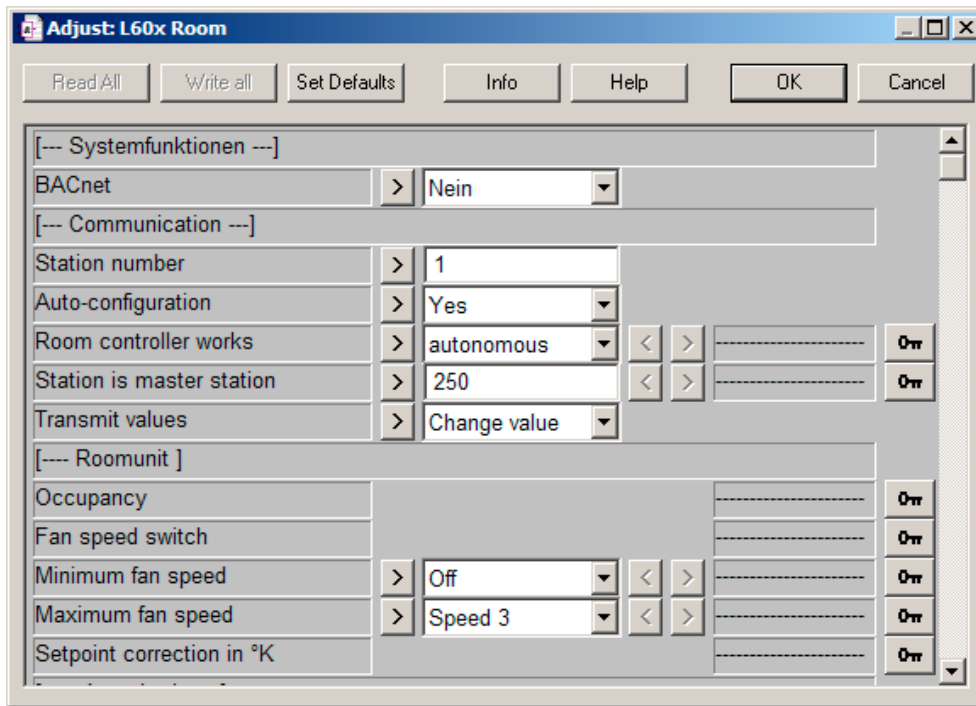 Adjust: L60x Room
Read All Write all Set Defaults Info Help OK Cancel
[--- Systemfunktionen ---]
BACnet > Nein
[--- Communication ---]
Station number > 1
Auto-configuration > Yes
Room controller works > autonomous < > ----------------------
Station is master station > 250 < > ----------------------
Transmit values > Change value
[---- Roomunit ]
Occupancy ----------------------
Fan speed switch ----------------------
Minimum fan speed > Off < > ----------------------
Maximum fan speed > Speed 3 < > ----------------------
Setpoint correction in °K ----------------------